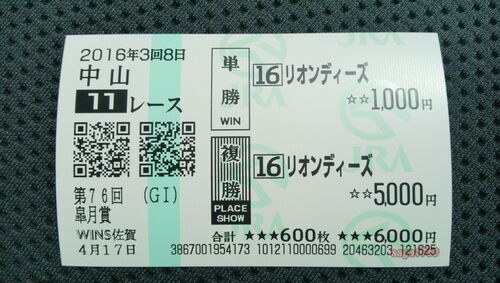 2016年3回8日
中山
11レース
第76回 (GI)
皐月賞
WINS佐賀
4月17日
単勝 WIN
16 リオンディーズ
☆☆1,000円
複勝 PLACE SHOW
16 リオンディーズ
☆☆5,000円
合計 ★★★600枚 ★★★6,000円
3867001954173 1012110000699 20463203 121625
JRA
JRA